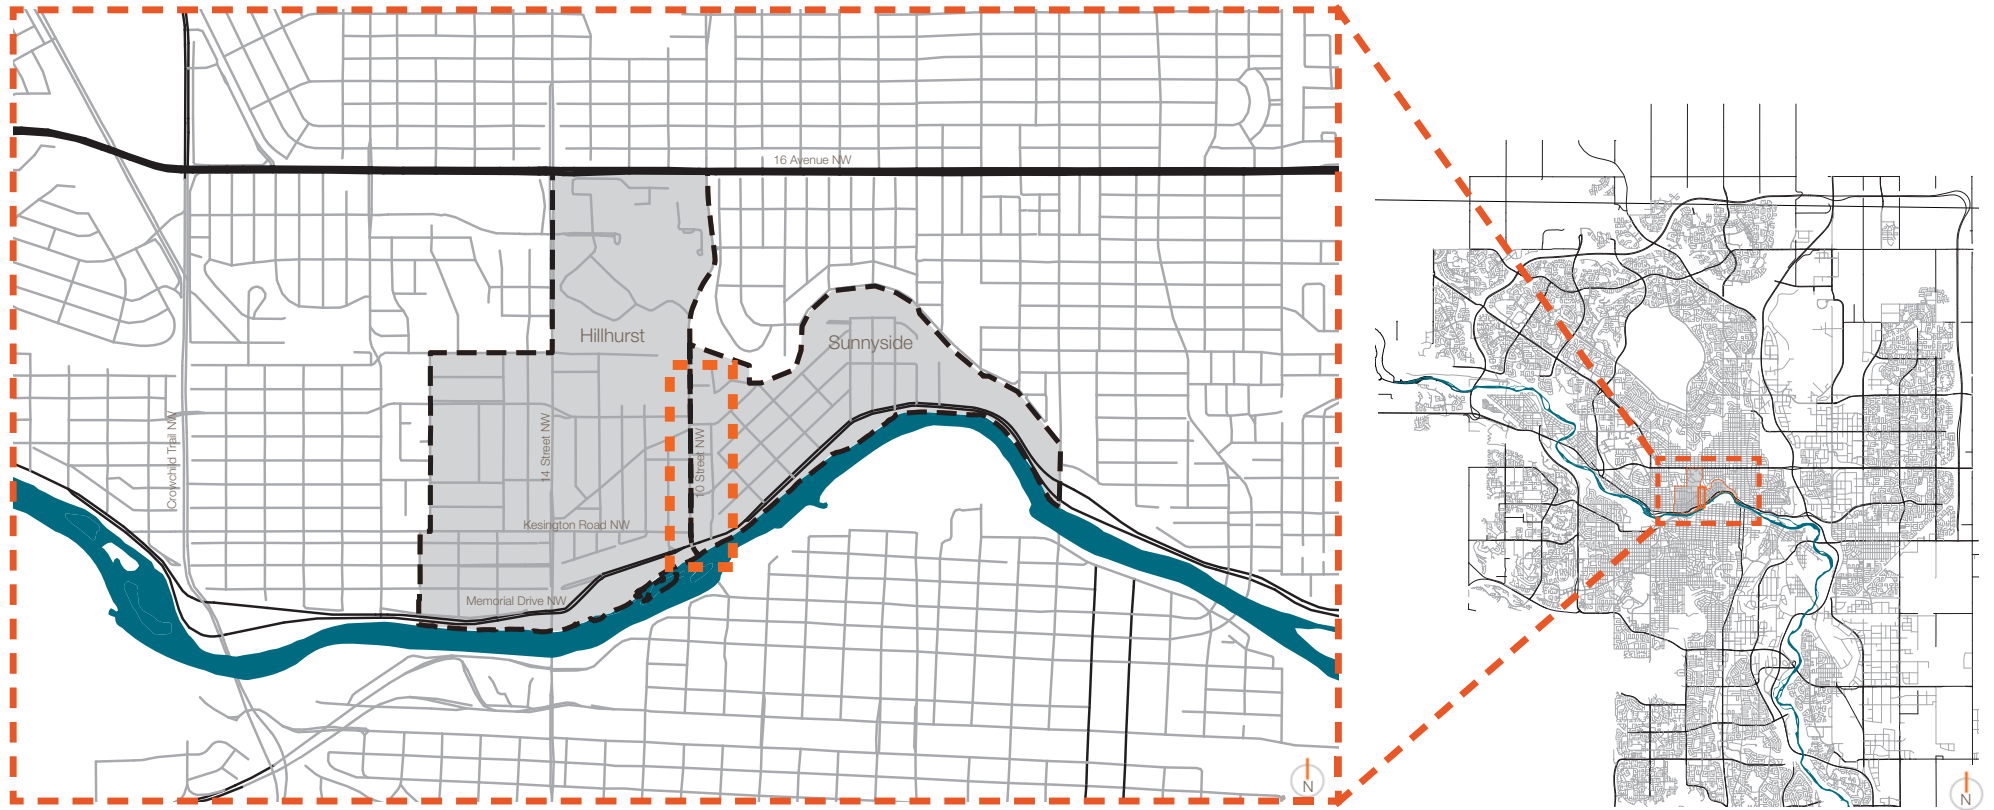 16 Avenue NW
Hillhurst
Sunnyside
Crowchild Trail NW
14 Street NW
10 Street NW
Kesington Road NW
Memorial Drive NW
N
N